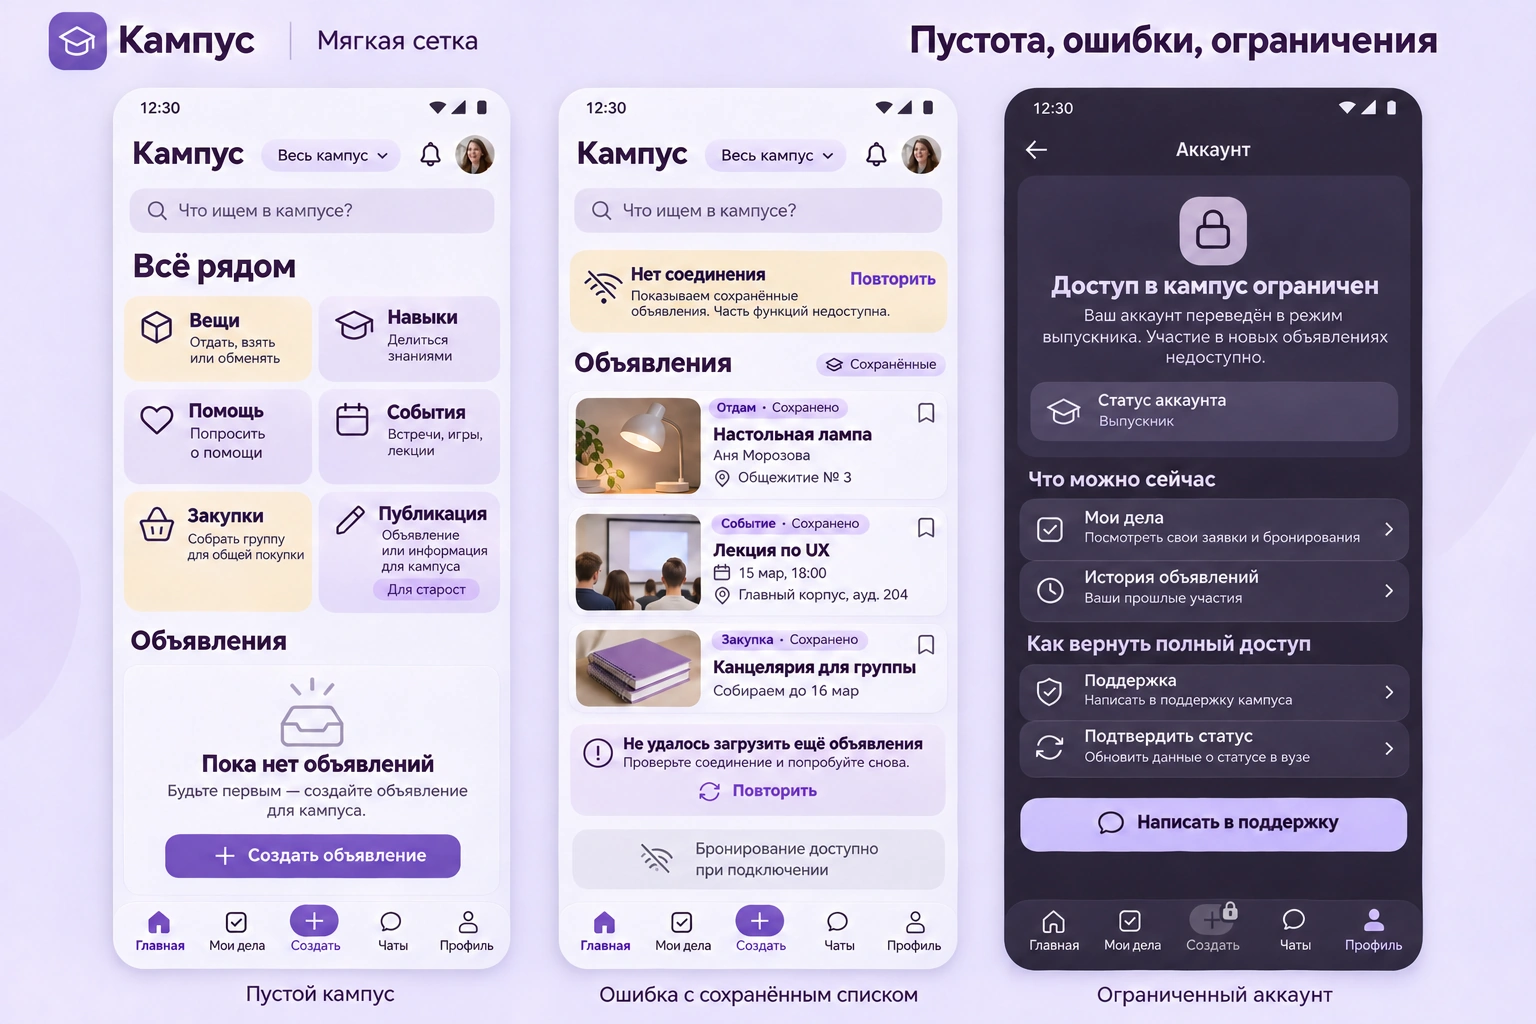 Кампус
Мягкая сетка
Пустота, ошибки, ограничения
12:30
Кампус
Весь кампус
Что ищем в кампусе?
Всё рядом
Вещи
Отдать, взять
или обменять
Навыки
Делиться
знаниями
Помощь
Попросить
о помощи
События
Встречи, игры,
лекции
Закупки
Собрать группу
для общей покупки
Публикация
Объявление
или информация
для кампуса
Для старост
Объявления
Пока нет объявлений
Будьте первым — создайте объявление
для кампуса.
Создать объявление
Главная
Мои дела
Создать
Чаты
Профиль
Пустой кампус
12:30
Кампус
Весь кампус
Что ищем в кампусе?
Нет соединения
Повторить
Показываем сохранённые
объявления. Часть функций недоступна.
Объявления
Сохранённые
Отдам • Сохранено
Настольная лампа
Аня Морозова
Общежитие № 3
Событие • Сохранено
Лекция по UX
15 мар, 18:00
Главный корпус, ауд. 204
Закупка • Сохранено
Канцелярия для группы
Собираем до 16 мар
Не удалось загрузить ещё объявления
Проверьте соединение и попробуйте снова.
Повторить
Бронирование доступно
при подключении
Главная
Мои дела
Создать
Чаты
Профиль
Ошибка с сохранённым списком
12:30
Аккаунт
Доступ в кампус ограничен
Ваш аккаунт переведён в режим
выпускника. Участие в новых объявлениях
недоступно.
Статус аккаунта
Выпускник
Что можно сейчас
Мои дела
Посмотреть свои заявки и бронирования
История объявлений
Ваши прошлые участия
Как вернуть полный доступ
Поддержка
Написать в поддержку кампуса
Подтвердить статус
Обновить данные о статусе в вузе
Написать в поддержку
Главная
Мои дела
Создать
Чаты
Профиль
Ограниченный аккаунт